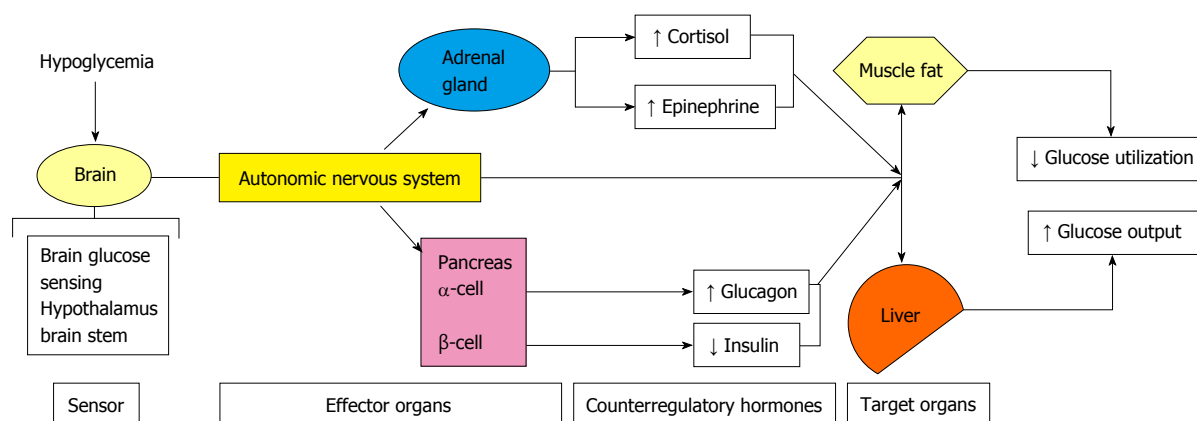 Hypoglycemia
Brain
Brain glucose
sensing
Hypothalamus
brain stem
Sensor
Autonomic nervous system
Adrenal
gland
Pancreas
α-cell
β-cell
Effector organs
↑ Cortisol
↑ Epinephrine
↑ Glucagon
↓ Insulin
Counterregulatory hormones
Muscle fat
Liver
Target organs
↓ Glucose utilization
↑ Glucose output